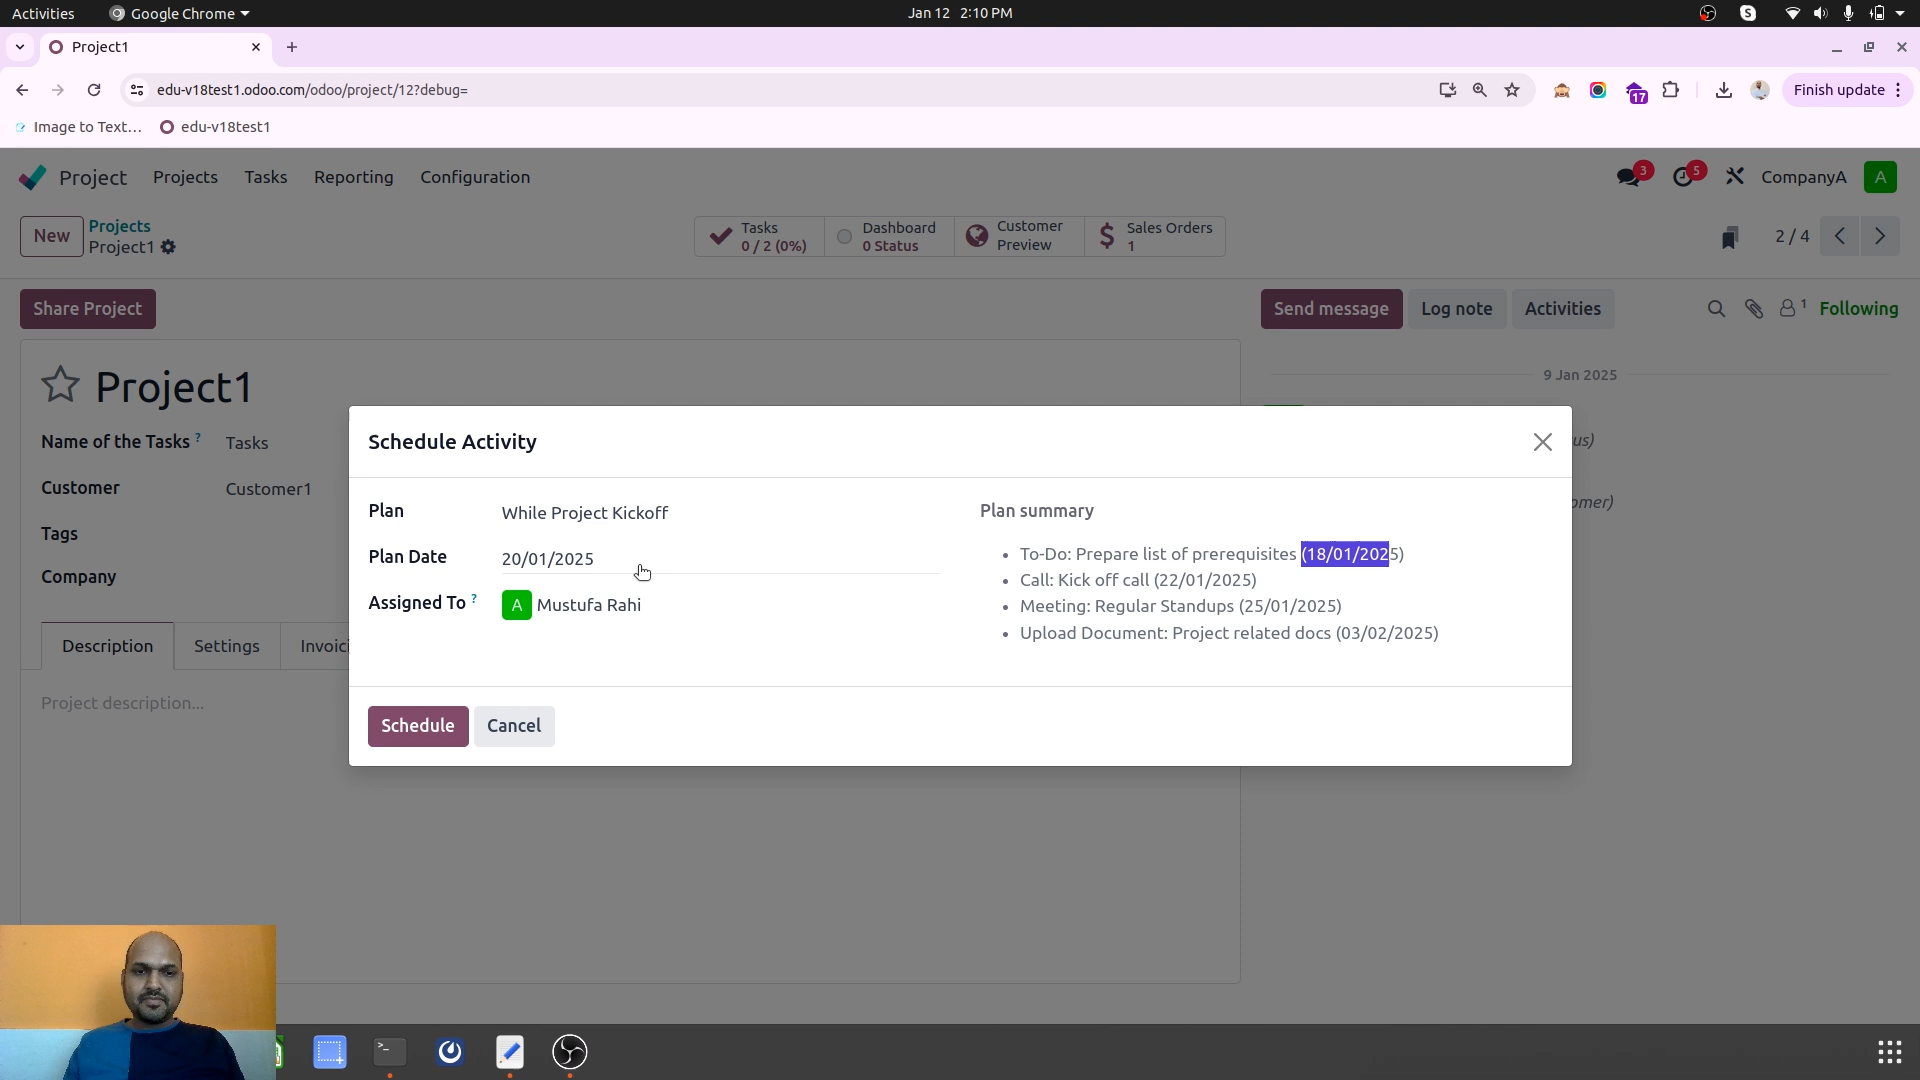 Activities
Google Chrome
Jan 12 2:10 PM
S
Project1
edu-v18test1.odoo.com/odoo/project/12?debug=
17
Finish update
Image to Text...
edu-v18test1
Project
Projects
Tasks
Reporting
Configuration
3
5
CompanyA
A
New
Projects
Project1
Tasks
0 / 2 (0%)
Dashboard
0 Status
Customer
Preview
Sales Orders
1
2 / 4
Share Project
Send message
Log note
Activities
1
Following
Project1
9 Jan 2025
Name of the Tasks ?
Tasks
us)
Customer
Customer1
omer)
Tags
Company
Schedule Activity
Plan
While Project Kickoff
Plan Date
20/01/2025
Assigned To ?
A
Mustufa Rahi
Plan summary
To-Do: Prepare list of prerequisites (18/01/2025)
Call: Kick off call (22/01/2025)
Meeting: Regular Standups (25/01/2025)
Upload Document: Project related docs (03/02/2025)
Schedule
Cancel
Description
Settings
Invoici
Project description...